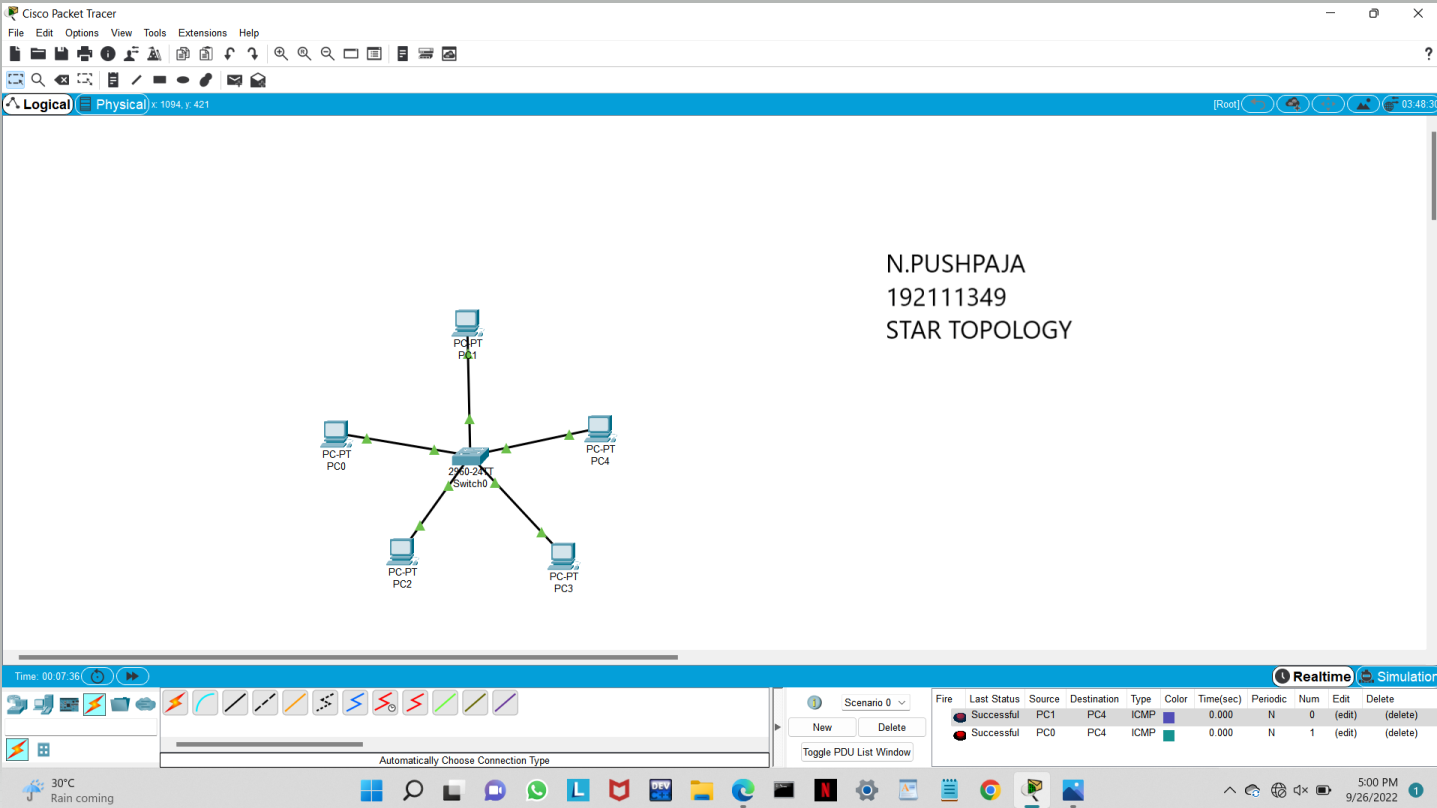 Cisco Packet Tracer
File Edit Options View Tools Extensions Help
?
Logical Physical x: 1094, y: 421 [Root] 03:48:30
N.PUSHPAJA
192111349
STAR TOPOLOGY
PC-PT
PC1
PC-PT
PC0
PC-PT
PC4
2960-24TT
Switch0
PC-PT
PC2
PC-PT
PC3
Time: 00:07:36 Realtime Simulation
Scenario 0
New Delete
Toggle PDU List Window
Automatically Choose Connection Type
Fire Last Status Source Destination Type Color Time(sec) Periodic Num Edit Delete
Successful PC1 PC4 ICMP 0.000 N 0 (edit) (delete)
Successful PC0 PC4 ICMP 0.000 N 1 (edit) (delete)
30°C
Rain coming
L
DEV
N
5:00 PM
9/26/2022
1